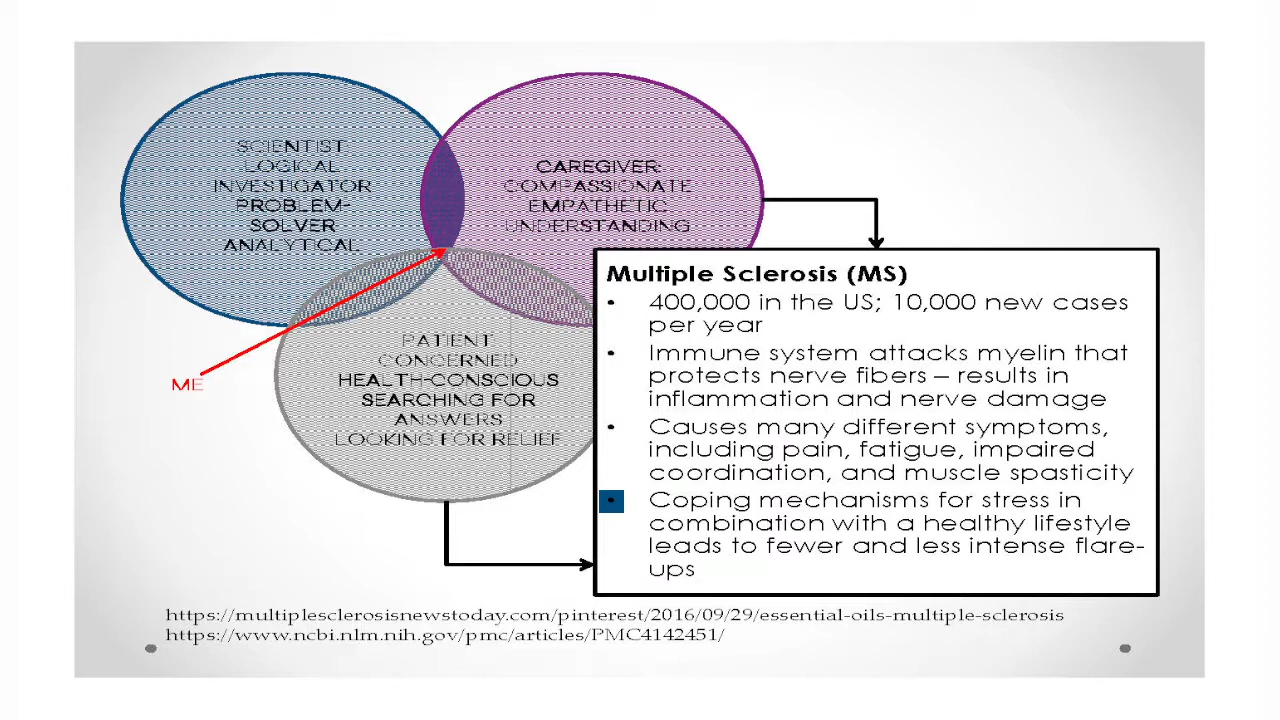 SCIENTIST:
LOGICAL
INVESTIGATOR
PROBLEM-
SOLVER
ANALYTICAL
CAREGIVER:
COMPASSIONATE
EMPATHETIC
UNDERSTANDING
PATIENT:
CONCERNED
HEALTH-CONSCIOUS
SEARCHING FOR
ANSWERS
LOOKING FOR RELIEF
ME
Multiple Sclerosis (MS)
• 400,000 in the US; 10,000 new cases
per year
• Immune system attacks myelin that
protects nerve fibers – results in
inflammation and nerve damage
• Causes many different symptoms,
including pain, fatigue, impaired
coordination, and muscle spasticity
• Coping mechanisms for stress in
combination with a healthy lifestyle
leads to fewer and less intense flare-
ups
https://multiplesclerosisnewstoday.com/pinterest/2016/09/29/essential-oils-multiple-sclerosis
https://www.ncbi.nlm.nih.gov/pmc/articles/PMC4142451/